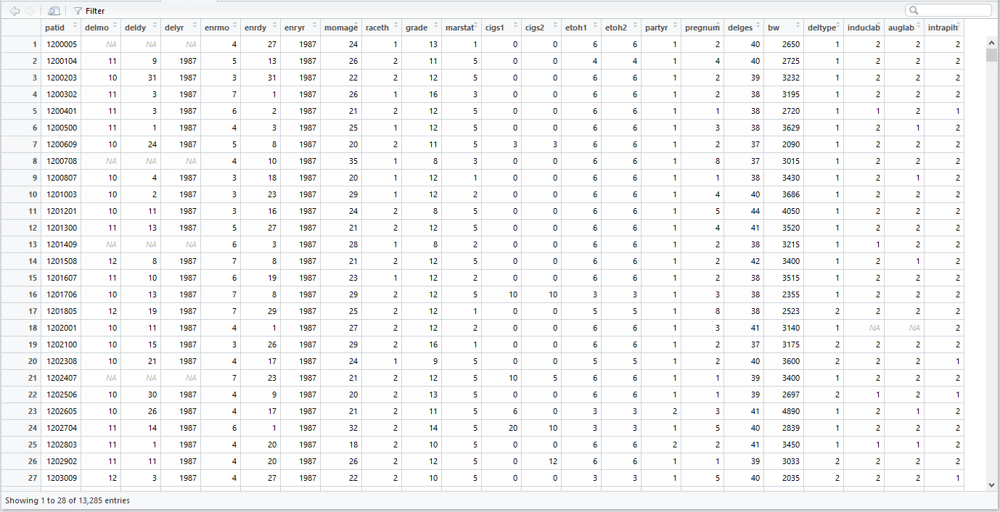 Filter
patid delmo deldy delyr enrmo enrdy enryr momage raceth grade marstat cigs1 cigs2 etoh1 etoh2 partyr pregnum delges bw deltype induclab auglab intrapih
1 1200005 NA NA NA 4 27 1987 24 1 13 1 0 0 6 6 1 2 40 2650 1 2 2 2
2 1200104 11 9 1987 5 13 1987 26 2 11 5 0 0 4 4 1 4 40 2725 1 2 2 2
3 1200203 10 31 1987 3 31 1987 22 2 12 5 0 0 6 6 1 2 39 3232 1 2 2 2
4 1200302 11 3 1987 7 1 1987 26 1 16 3 0 0 6 6 1 2 38 3195 1 2 2 2
5 1200401 11 3 1987 6 2 1987 21 2 12 5 0 0 6 6 1 1 38 2720 1 1 2 1
6 1200500 11 1 1987 4 3 1987 25 1 12 5 0 0 6 6 1 3 38 3629 1 2 1 2
7 1200609 10 24 1987 5 8 1987 20 2 11 5 3 3 6 6 1 2 37 2090 1 2 2 2
8 1200708 NA NA NA 4 10 1987 35 1 8 3 0 0 6 6 1 8 37 3015 1 2 2 2
9 1200807 10 4 1987 3 18 1987 20 1 12 1 0 0 6 6 1 1 38 3430 1 2 1 2
10 1201003 10 2 1987 3 23 1987 29 1 12 2 0 0 6 6 1 4 40 3686 1 2 2 2
11 1201201 10 11 1987 3 16 1987 24 2 8 5 0 0 6 6 1 5 44 4050 1 2 2 2
12 1201300 11 13 1987 5 27 1987 21 2 12 5 0 0 6 6 1 4 41 3520 1 2 2 2
13 1201409 NA NA NA 6 3 1987 28 1 8 2 0 0 6 6 1 2 38 3215 1 1 2 2
14 1201508 12 8 1987 7 8 1987 21 2 12 5 0 0 6 6 1 2 42 3400 1 2 1 2
15 1201607 11 10 1987 6 19 1987 23 1 12 2 0 0 6 6 1 2 38 3515 1 2 2 2
16 1201706 10 13 1987 7 8 1987 29 2 12 5 10 10 3 3 1 3 38 2355 1 2 2 2
17 1201805 12 19 1987 7 29 1987 25 2 12 1 0 0 5 5 1 8 38 2523 2 2 2 2
18 1202001 10 11 1987 4 1 1987 27 2 12 2 0 0 6 6 1 3 41 3140 1 NA NA 2
19 1202100 10 15 1987 3 26 1987 29 2 16 1 0 0 6 6 1 2 37 3175 2 2 2 2
20 1202308 10 21 1987 4 17 1987 24 1 9 5 0 0 5 5 1 2 40 3600 2 2 2 1
21 1202407 NA NA NA 7 23 1987 21 2 12 5 10 5 6 6 1 1 39 3400 1 2 2 2
22 1202506 10 30 1987 4 9 1987 20 2 13 5 0 0 6 6 1 1 39 2697 2 1 2 1
23 1202605 10 26 1987 4 17 1987 21 2 11 5 6 0 3 3 2 3 41 4890 1 2 1 2
24 1202704 11 14 1987 6 1 1987 32 2 14 5 20 10 3 3 1 5 40 2839 1 2 2 2
25 1202803 11 1 1987 4 20 1987 18 2 10 5 0 0 6 6 2 2 41 3450 1 1 1 2
26 1202902 11 11 1987 4 20 1987 26 2 12 5 0 12 6 6 1 1 39 3033 2 2 2 2
27 1203009 12 3 1987 4 27 1987 22 2 10 5 0 0 3 3 1 5 40 2035 2 2 2 1
Showing 1 to 28 of 13,285 entries